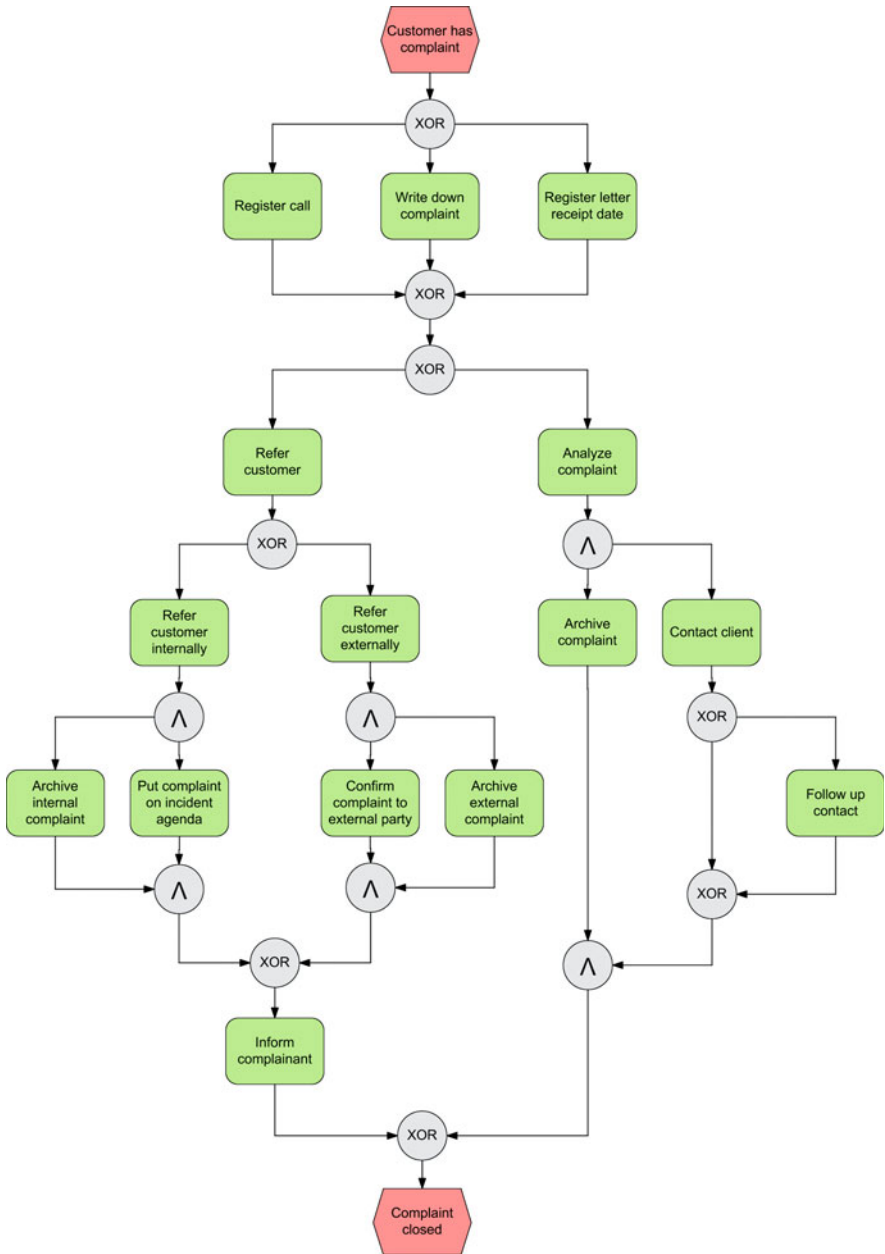 Customer has
complaint
XOR
Register call
Write down
complaint
Register letter
receipt date
XOR
XOR
Refer
customer
Analyze
complaint
XOR
Λ
Refer
customer
internally
Refer
customer
externally
Archive
complaint
Contact client
Λ
Λ
XOR
Archive
internal
complaint
Put complaint
on incident
agenda
Confirm
complaint to
external party
Archive
external
complaint
Follow up
contact
Λ
Λ
XOR
XOR
Λ
Inform
complainant
XOR
Complaint
closed